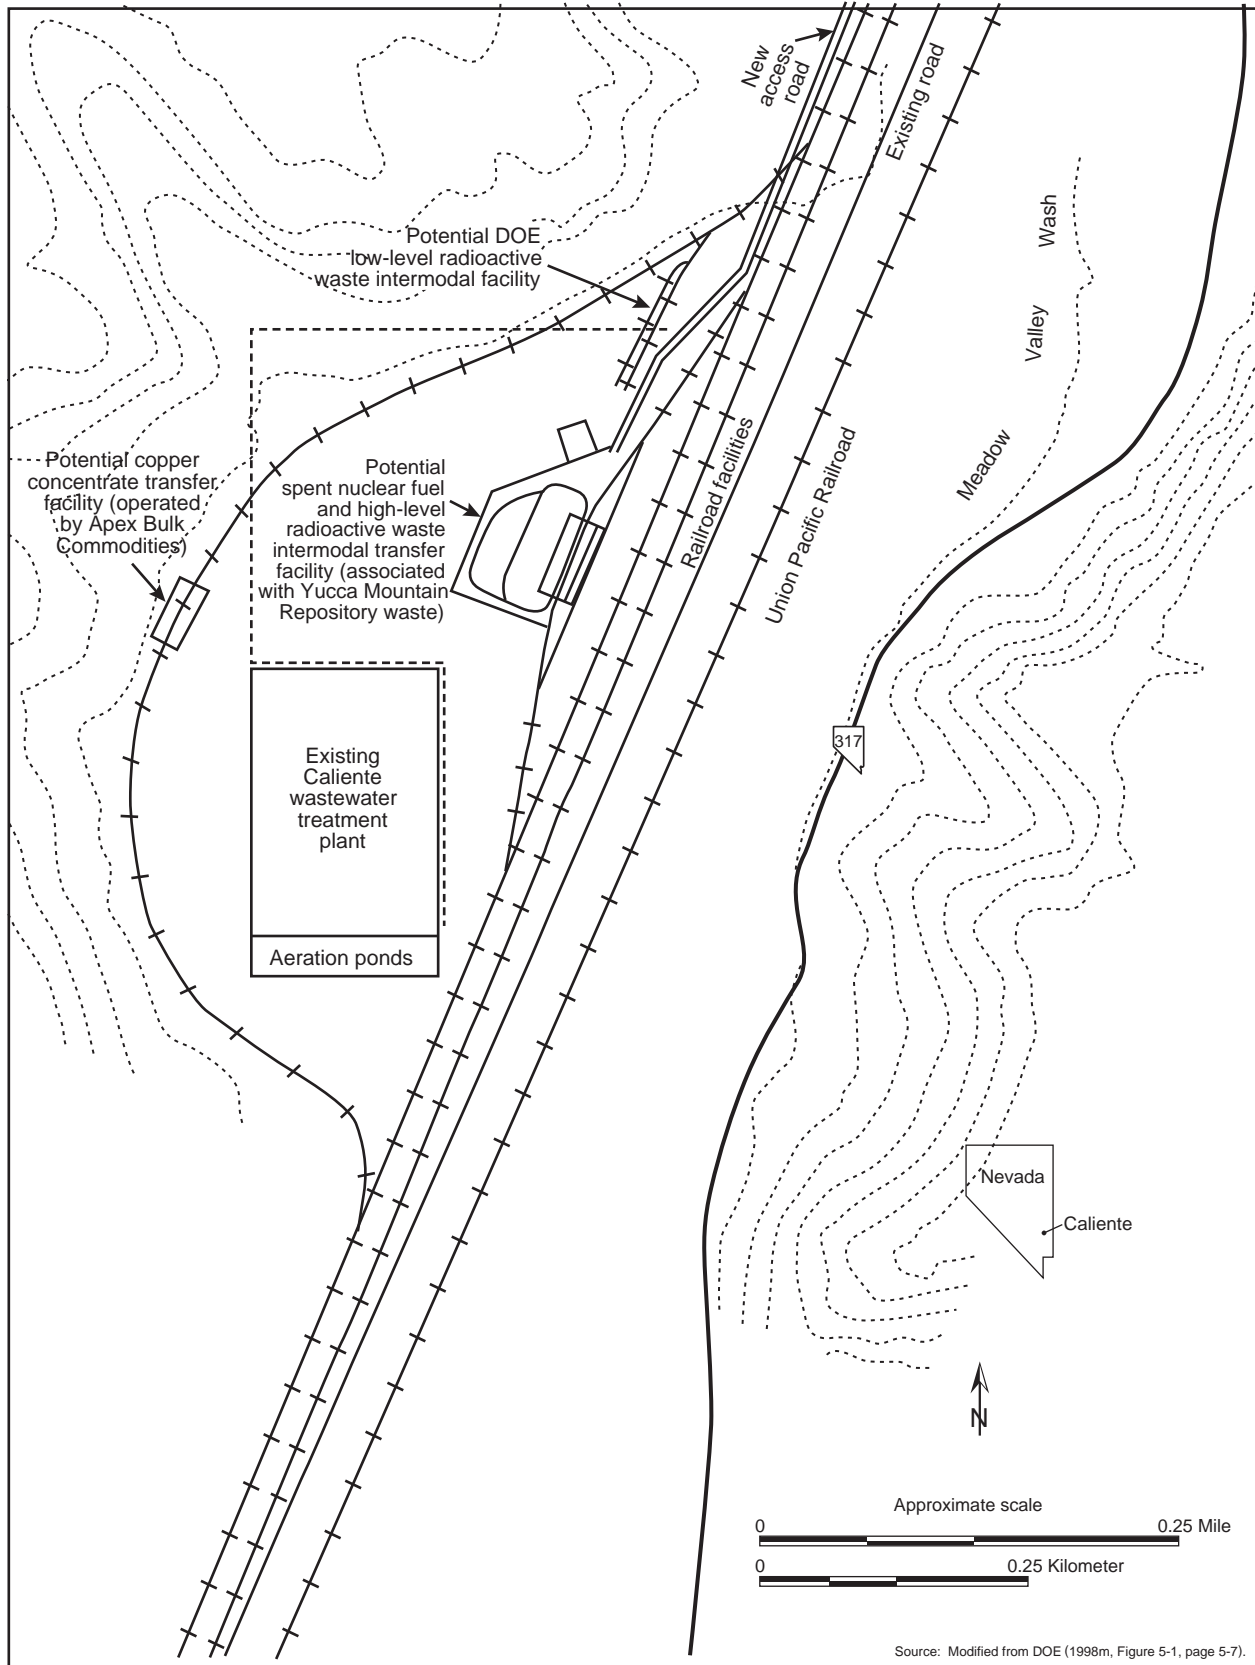 New
access
road
Existing road
Potential DOE
low-level radioactive
waste intermodal facility
Wash
Valley
Meadow
Potential copper
concentrate transfer
facility (operated
by Apex Bulk
Commodities)
Potential
spent nuclear fuel
and high-level
radioactive waste
intermodal transfer
facility (associated
with Yucca Mountain
Repository waste)
Railroad facilities
Union Pacific Railroad
317
Existing
Caliente
wastewater
treatment
plant
Aeration ponds
Nevada
Caliente
N
Approximate scale
0 0.25 Mile
0 0.25 Kilometer
Source: Modified from DOE (1998m, Figure 5-1, page 5-7).